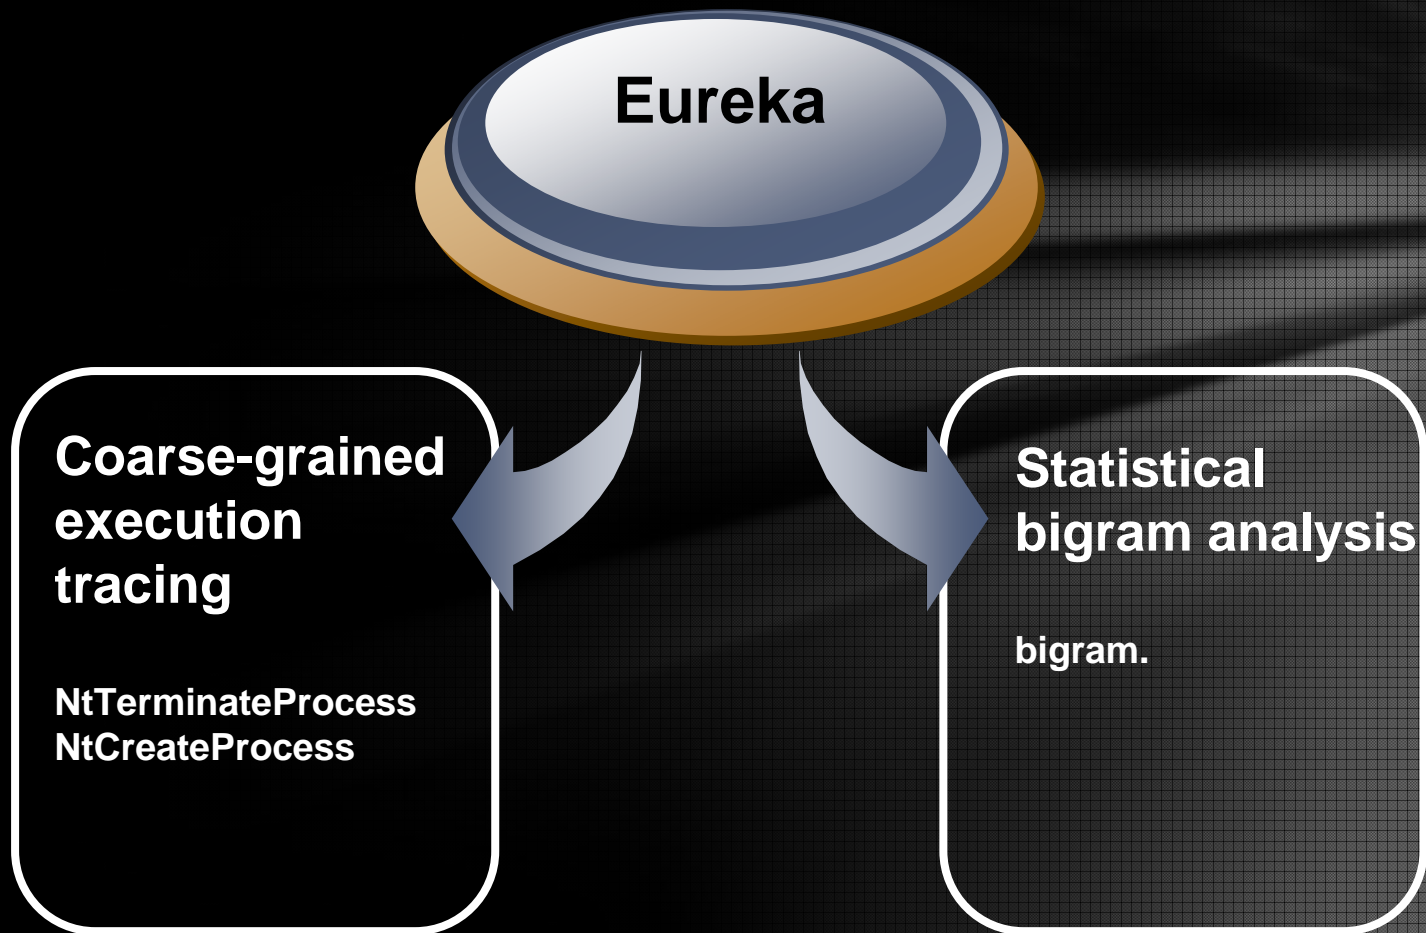 Eureka
Coarse-grained
execution
tracing
NtTerminateProcess
NtCreateProcess
Statistical
bigram analysis
bigram.